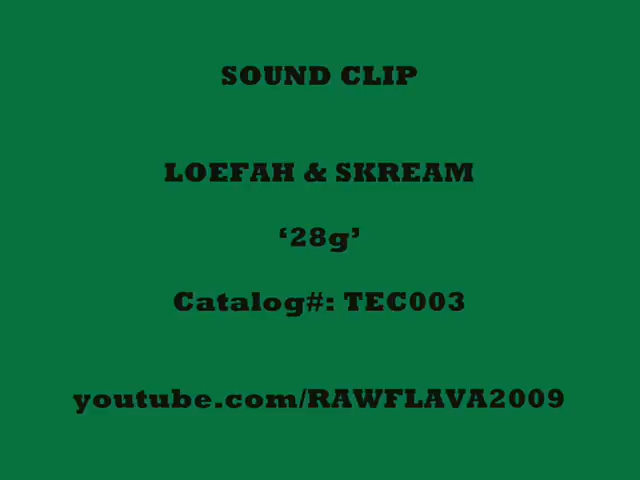 SOUND CLIP
LOEFAH & SKREAM
‘28g’
Catalog#: TEC003
youtube.com/RAWFLAVA2009